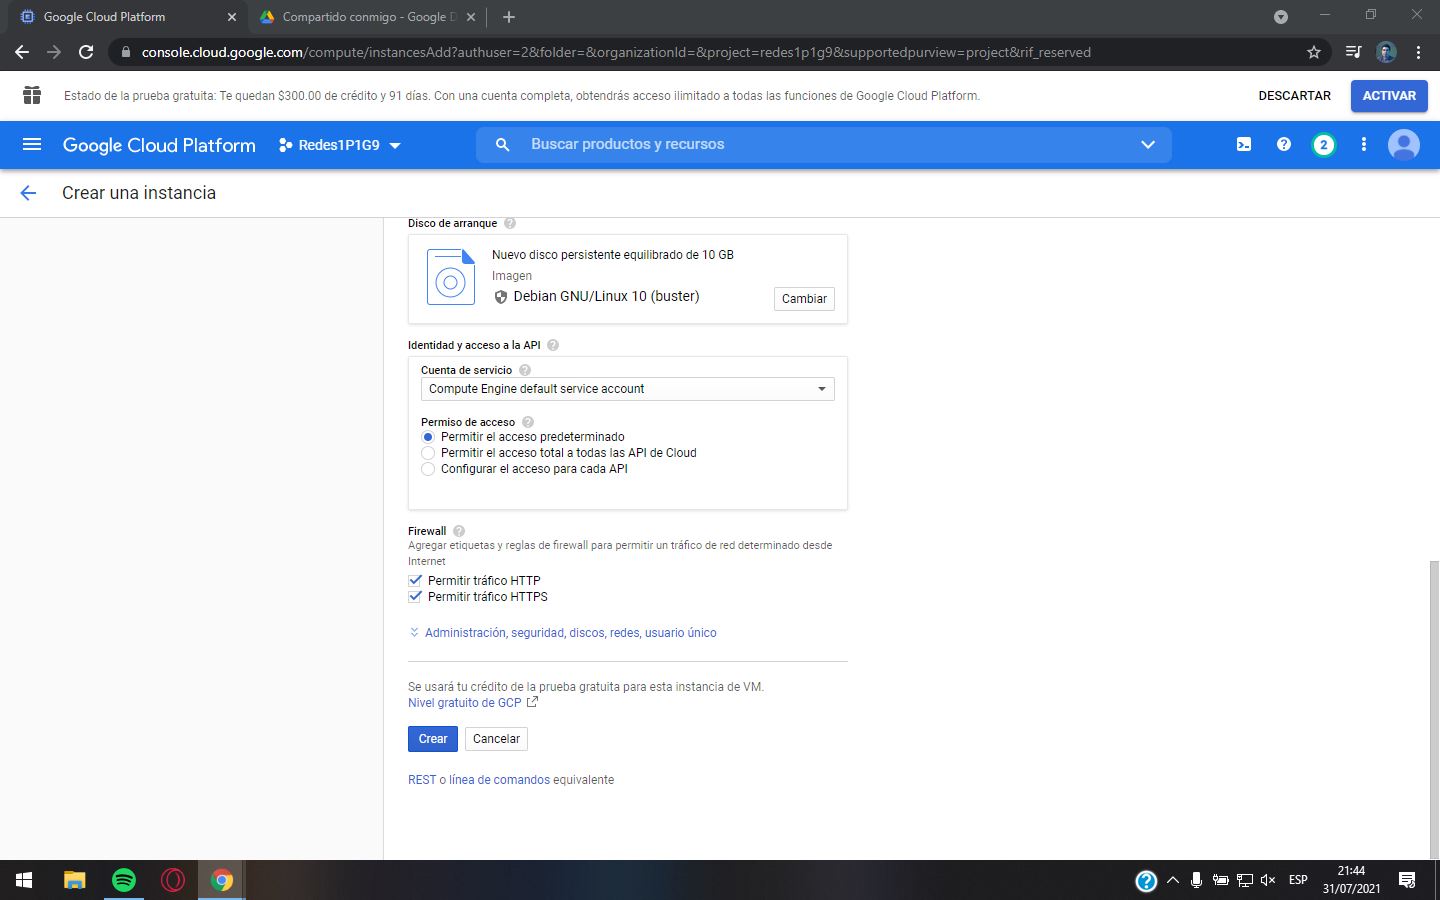 Google Cloud Platform
Compartido conmigo - Google D
console.cloud.google.com/compute/instancesAdd?authuser=2&folder=&organizationId=&project=redes1p1g9&supportedpurview=project&rif_reserved
Estado de la prueba gratuita: Te quedan $300.00 de crédito y 91 días. Con una cuenta completa, obtendrás acceso ilimitado a todas las funciones de Google Cloud Platform.
DESCARTAR
ACTIVAR
Google Cloud Platform
Redes1P1G9
Buscar productos y recursos
2
Crear una instancia
Disco de arranque
Nuevo disco persistente equilibrado de 10 GB
Imagen
Debian GNU/Linux 10 (buster)
Cambiar
Identidad y acceso a la API
Cuenta de servicio
Compute Engine default service account
Permiso de acceso
Permitir el acceso predeterminado
Permitir el acceso total a todas las API de Cloud
Configurar el acceso para cada API
Firewall
Agregar etiquetas y reglas de firewall para permitir un tráfico de red determinado desde
Internet
Permitir tráfico HTTP
Permitir tráfico HTTPS
Administración, seguridad, discos, redes, usuario único
Se usará tu crédito de la prueba gratuita para esta instancia de VM.
Nivel gratuito de GCP
Crear
Cancelar
REST o línea de comandos equivalente
ESP
21:44
31/07/2021